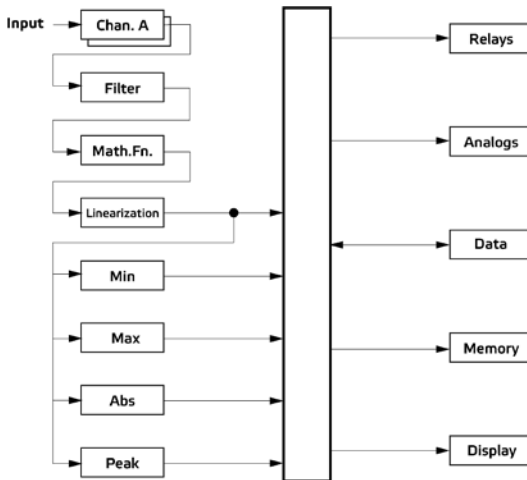 Input
Chan. A
Filter
Math.Fn.
Linearization
Min
Max
Abs
Peak
Relays
Analogs
Data
Memory
Display